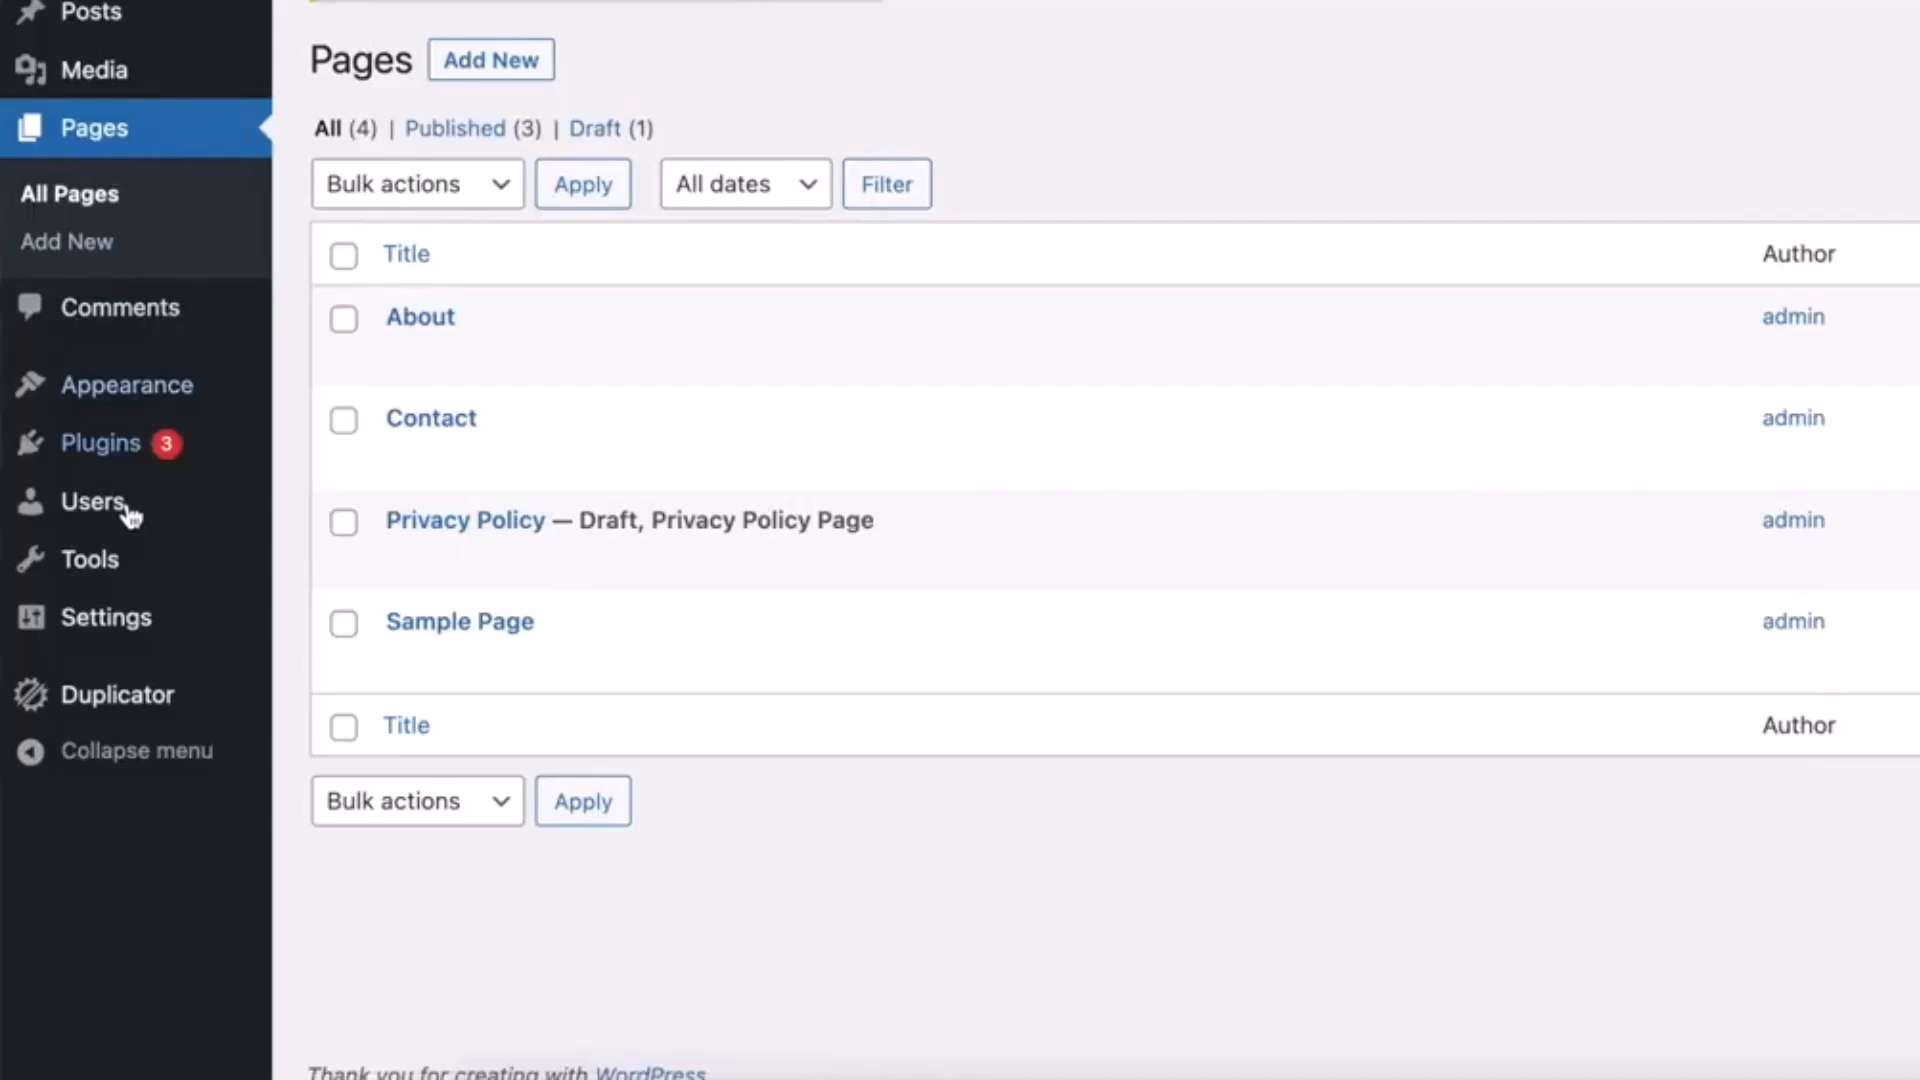 Posts
Media
Pages
All Pages
Add New
Comments
Appearance
Plugins 3
Users
Tools
Settings
Duplicator
Collapse menu
Pages Add New
All (4) | Published (3) | Draft (1)
Bulk actions Apply All dates Filter
Title Author
About admin
Contact admin
Privacy Policy — Draft, Privacy Policy Page admin
Sample Page admin
Title Author
Bulk actions Apply
Thank you for creating with WordPress